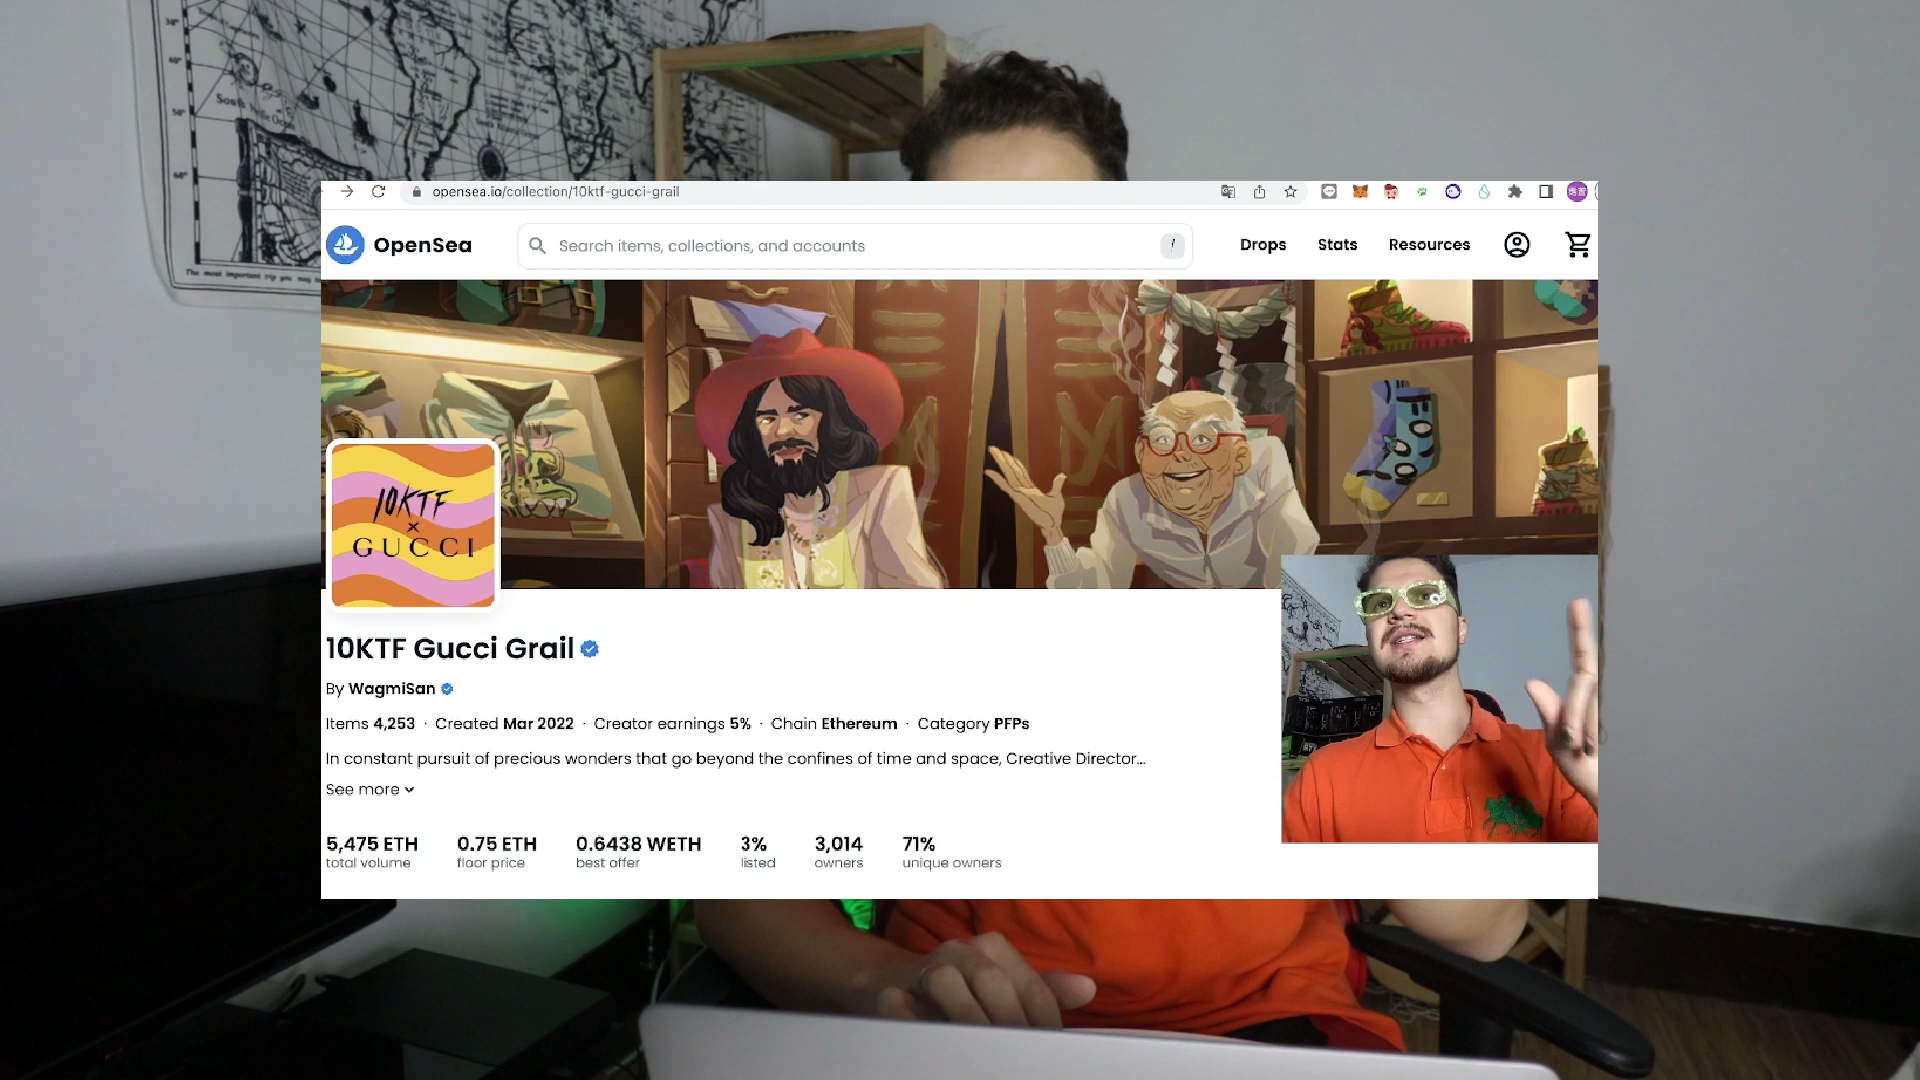 opensea.io/collection/10ktf-gucci-grail
OpenSea
Search items, collections, and accounts
/
Drops
Stats
Resources
10KTF
×
GUCCI
10KTF Gucci Grail
By WagmiSan
Items 4,253 · Created Mar 2022 · Creator earnings 5% · Chain Ethereum · Category PFPs
In constant pursuit of precious wonders that go beyond the confines of time and space, Creative Director...
See more
5,475 ETH
total volume
0.75 ETH
floor price
0.6438 WETH
best offer
3%
listed
3,014
owners
71%
unique owners